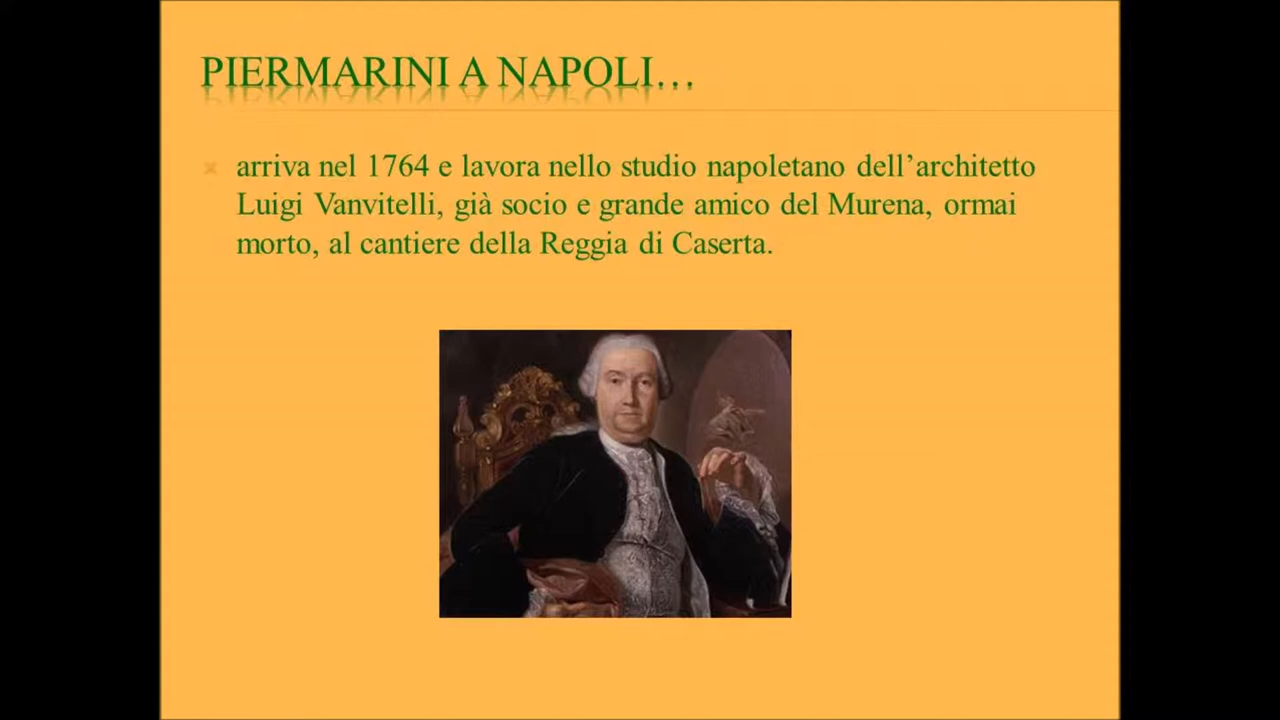 PIERMARINI A NAPOLI…
arriva nel 1764 e lavora nello studio napoletano dell’architetto
Luigi Vanvitelli, già socio e grande amico del Murena, ormai
morto, al cantiere della Reggia di Caserta.